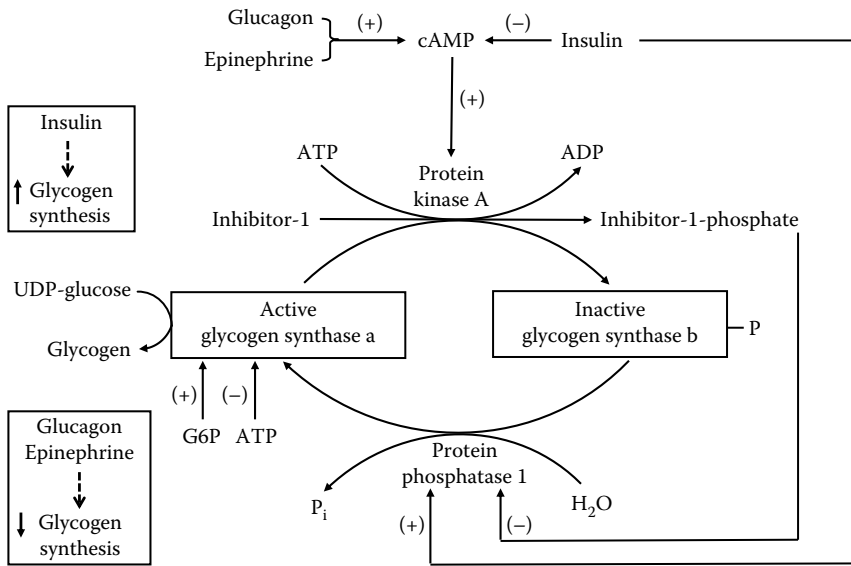 Glucagon
(+)
cAMP
(–)
Insulin
Epinephrine
(+)
Insulin
Glycogen
synthesis
ATP
ADP
Protein
kinase A
Inhibitor-1
Inhibitor-1-phosphate
UDP-glucose
Glycogen
Active
glycogen synthase a
Inactive
glycogen synthase b
P
(+)
(–)
G6P
ATP
Glucagon
Epinephrine
Glycogen
synthesis
Protein
phosphatase 1
Pi
H2O
(+)
(–)